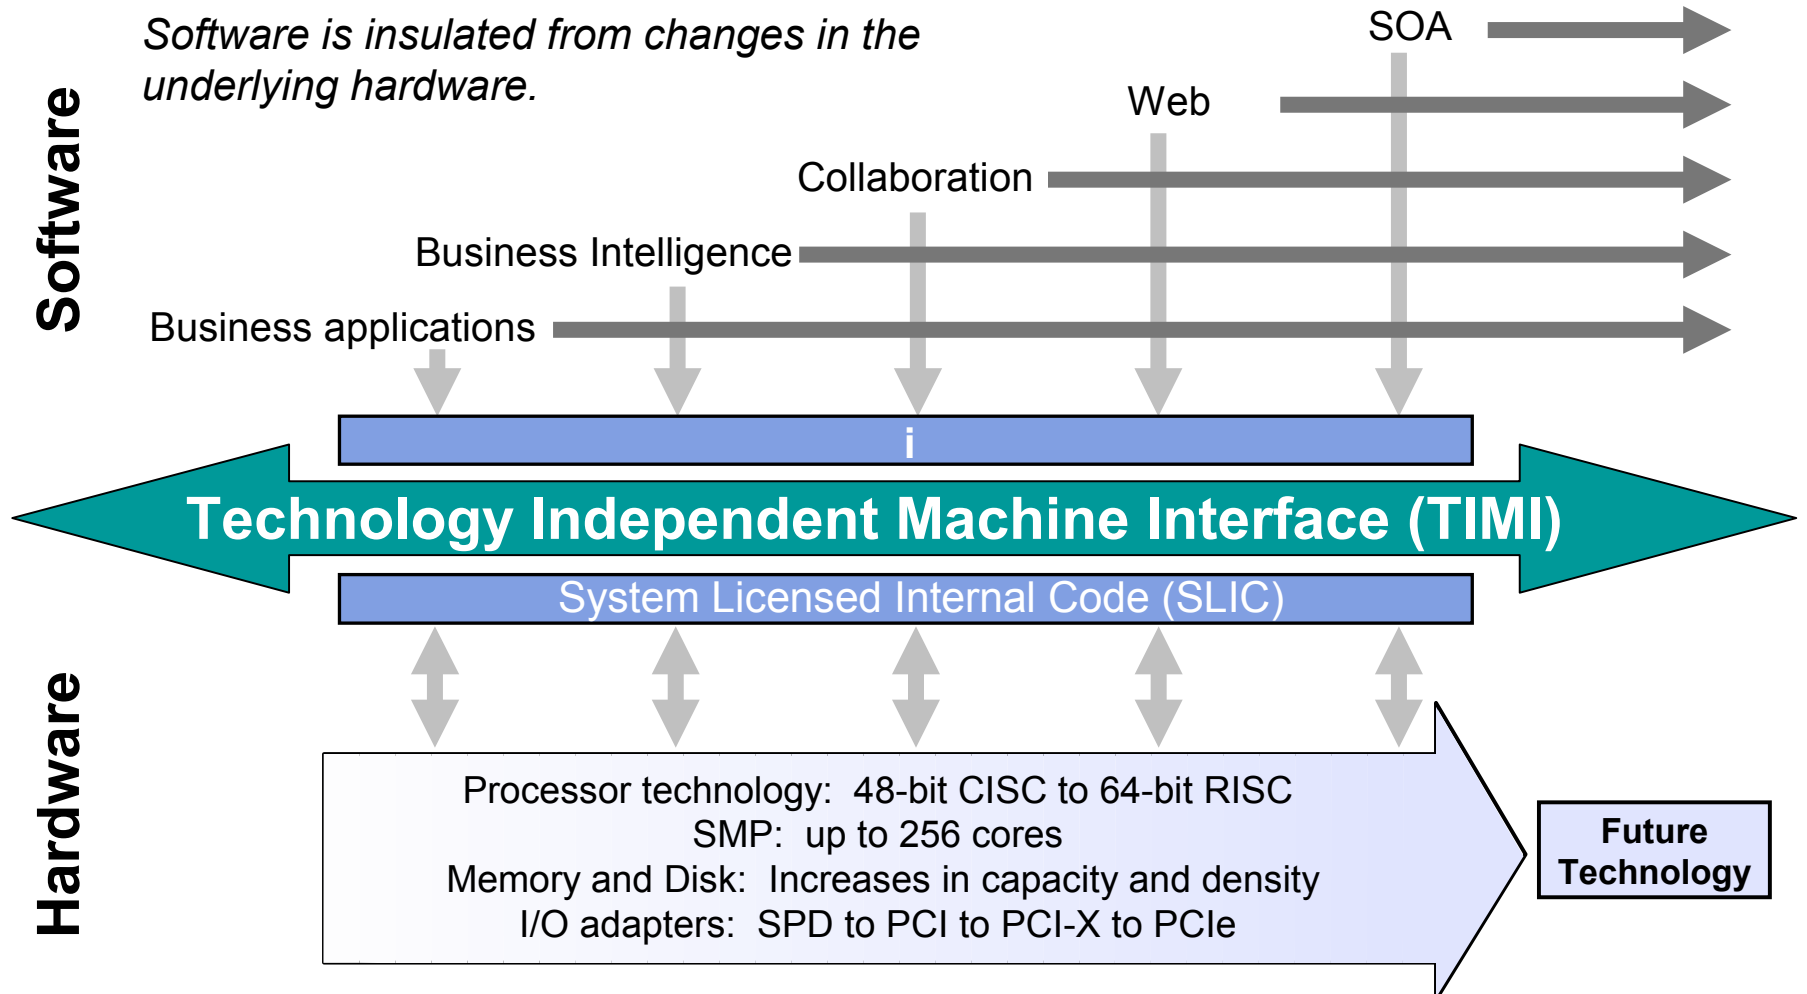 Software is insulated from changes in the
underlying hardware.
SOA
Web
Collaboration
Business Intelligence
Business applications
Software
i
Technology Independent Machine Interface (TIMI)
System Licensed Internal Code (SLIC)
Hardware
Processor technology: 48-bit CISC to 64-bit RISC
SMP: up to 256 cores
Memory and Disk: Increases in capacity and density
I/O adapters: SPD to PCI to PCI-X to PCIe
Future
Technology